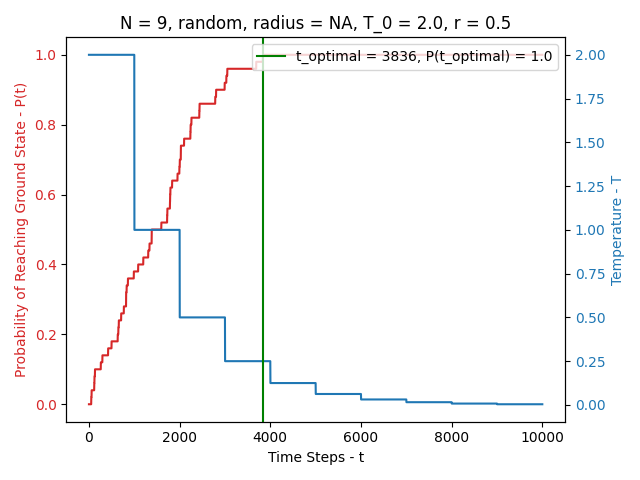 N = 9, random, radius = NA, T_0 = 2.0, r = 0.5
t_optimal = 3836, P(t_optimal) = 1.0
Probability of Reaching Ground State - P(t)
1.0
0.8
0.6
0.4
0.2
0.0
2.00
1.75
1.50
1.25
1.00
0.75
0.50
0.25
0.00
Temperature - T
0 2000 4000 6000 8000 10000
Time Steps - t